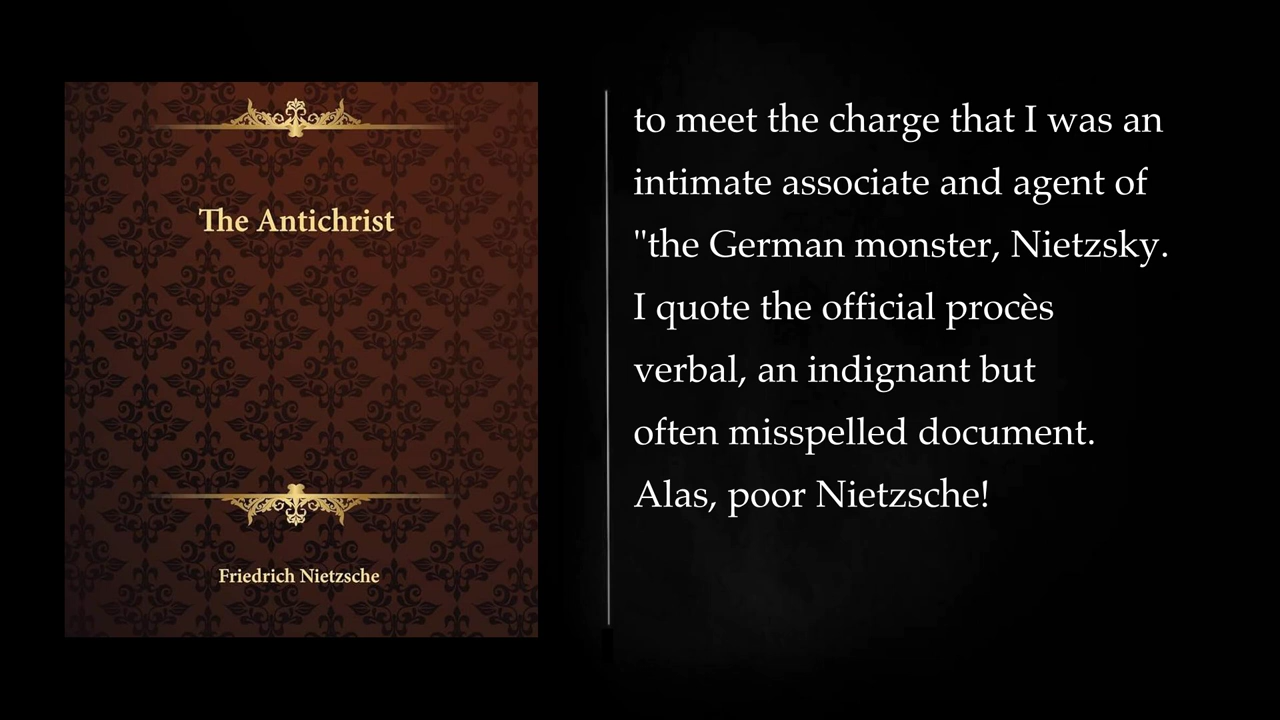 The Antichrist
Friedrich Nietzsche
to meet the charge that I was an
intimate associate and agent of
"the German monster, Nietzsky.
I quote the official procès
verbal, an indignant but
often misspelled document.
Alas, poor Nietzsche!